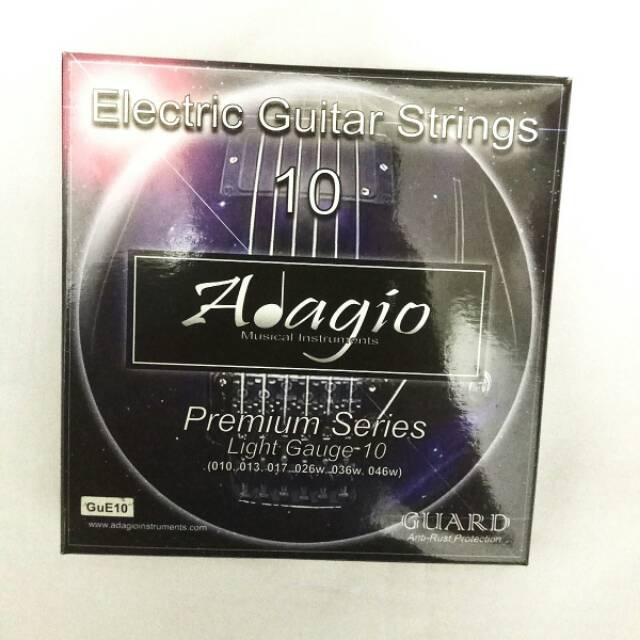 Electric Guitar Strings
10
Adagio
Musical Instruments
Premium Series
Light Gauge-10
(010..013..017..026w..036w..046w)
GuE10
www.adagioinstruments.com
GUARD
Anti-Rust Protection